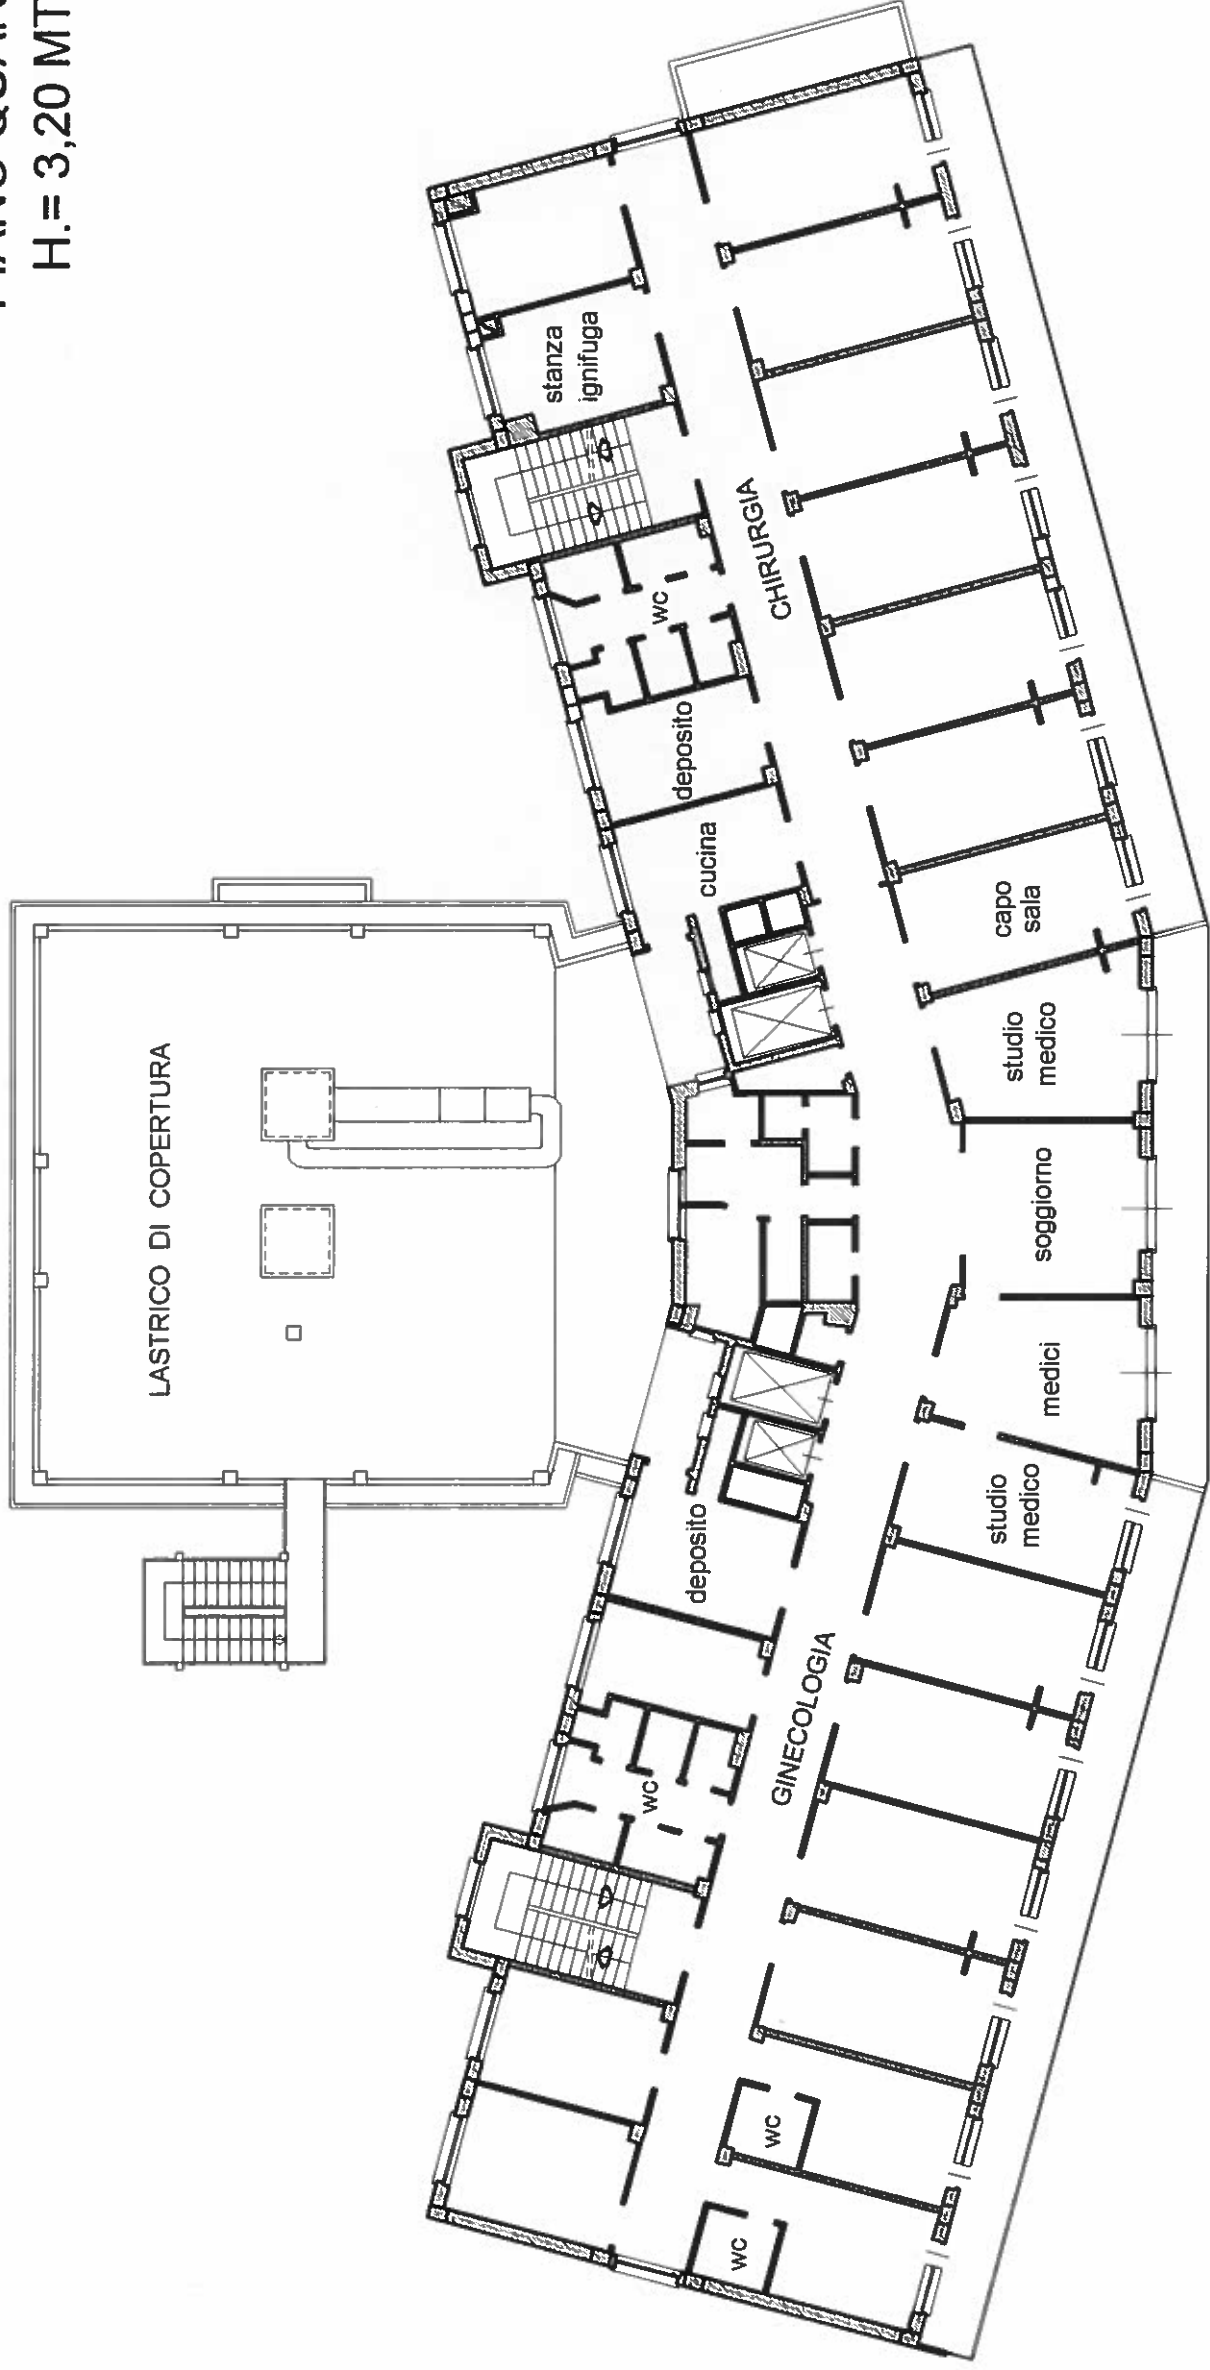 H.= 3,20 MT
LASTRICO DI COPERTURA
stanza
ignifuga
wc
CHIRURGIA
deposito
cucina
capo
sala
studio
medico
soggiorno
medici
studio
medico
deposito
GINECOLOGIA
wc
wc
wc